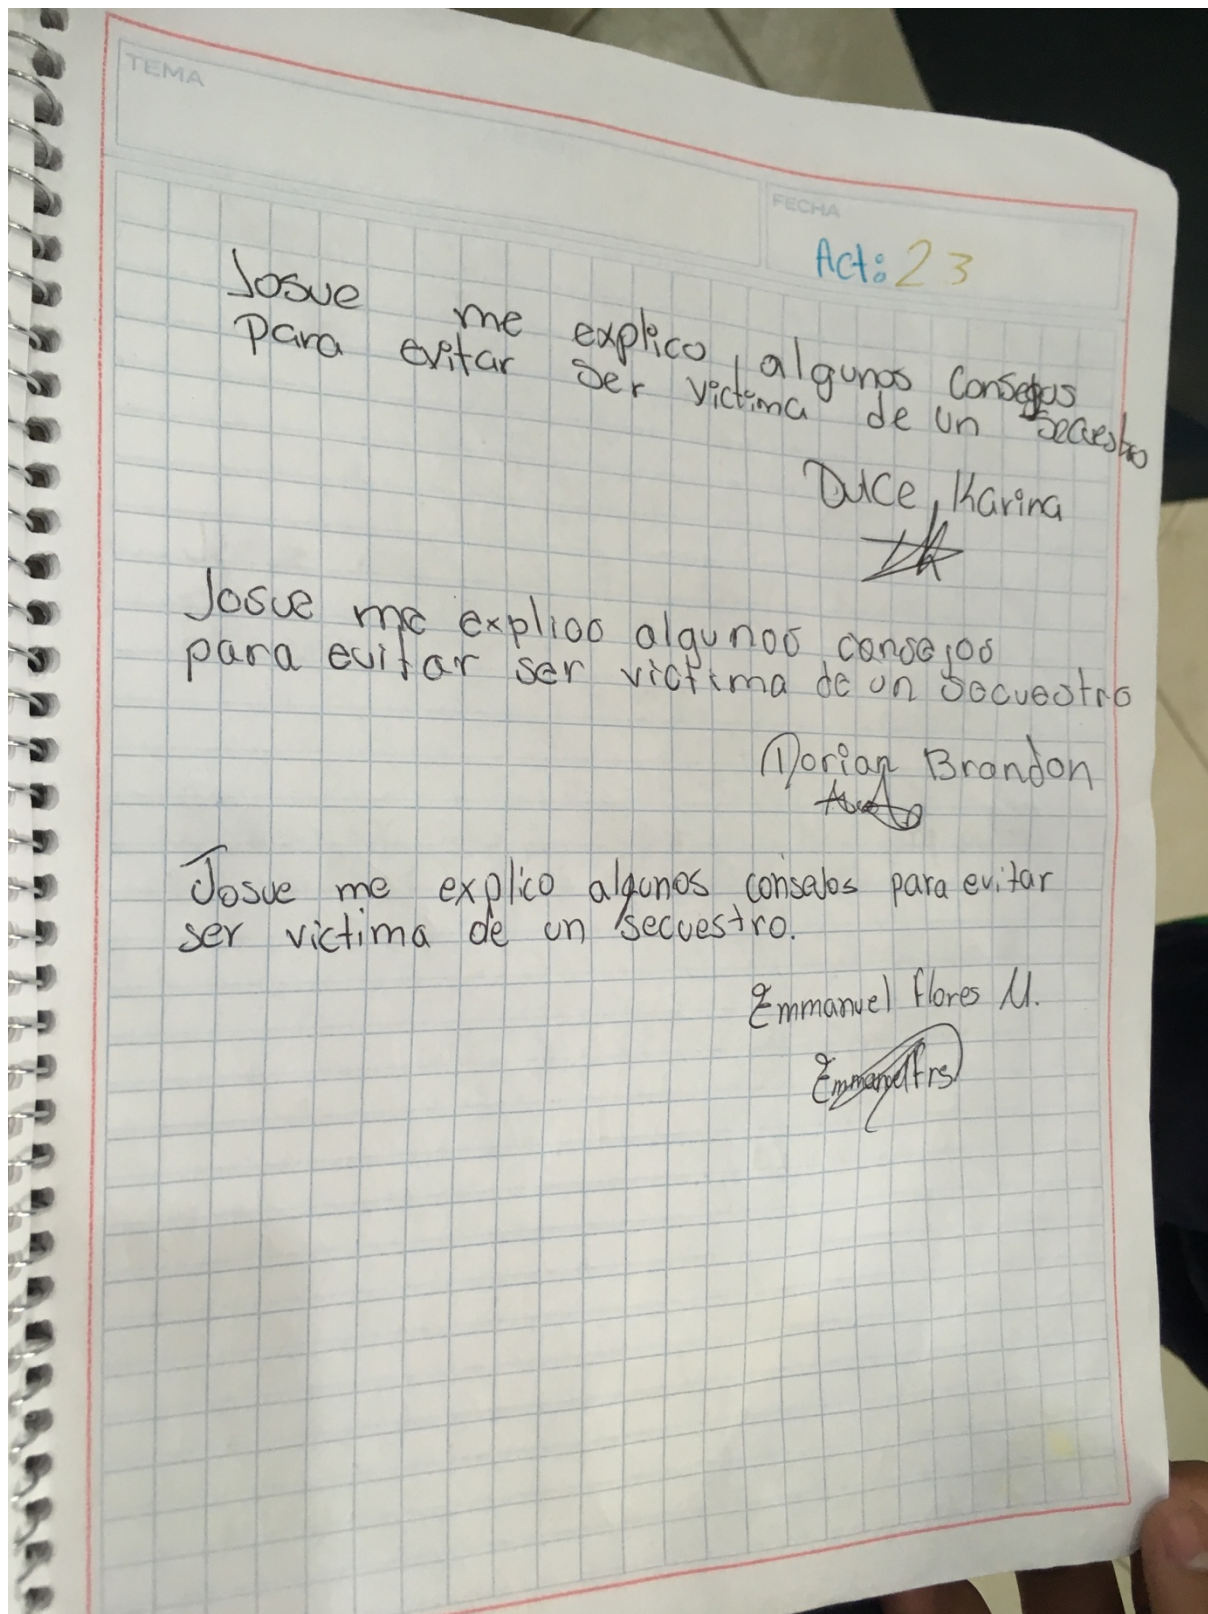 TEMA
FECHA
Act: 23
Josue me explico, algunos consejos
Para evitar ser victima de un secuestro
Dulce, Karina
Josue me explico algunos consejos
para evitar ser victima de un secuestro
Dorian Brandon
Josue me explico algunos consejos para evitar
ser victima de un secuestro.
Emmanuel flores M.